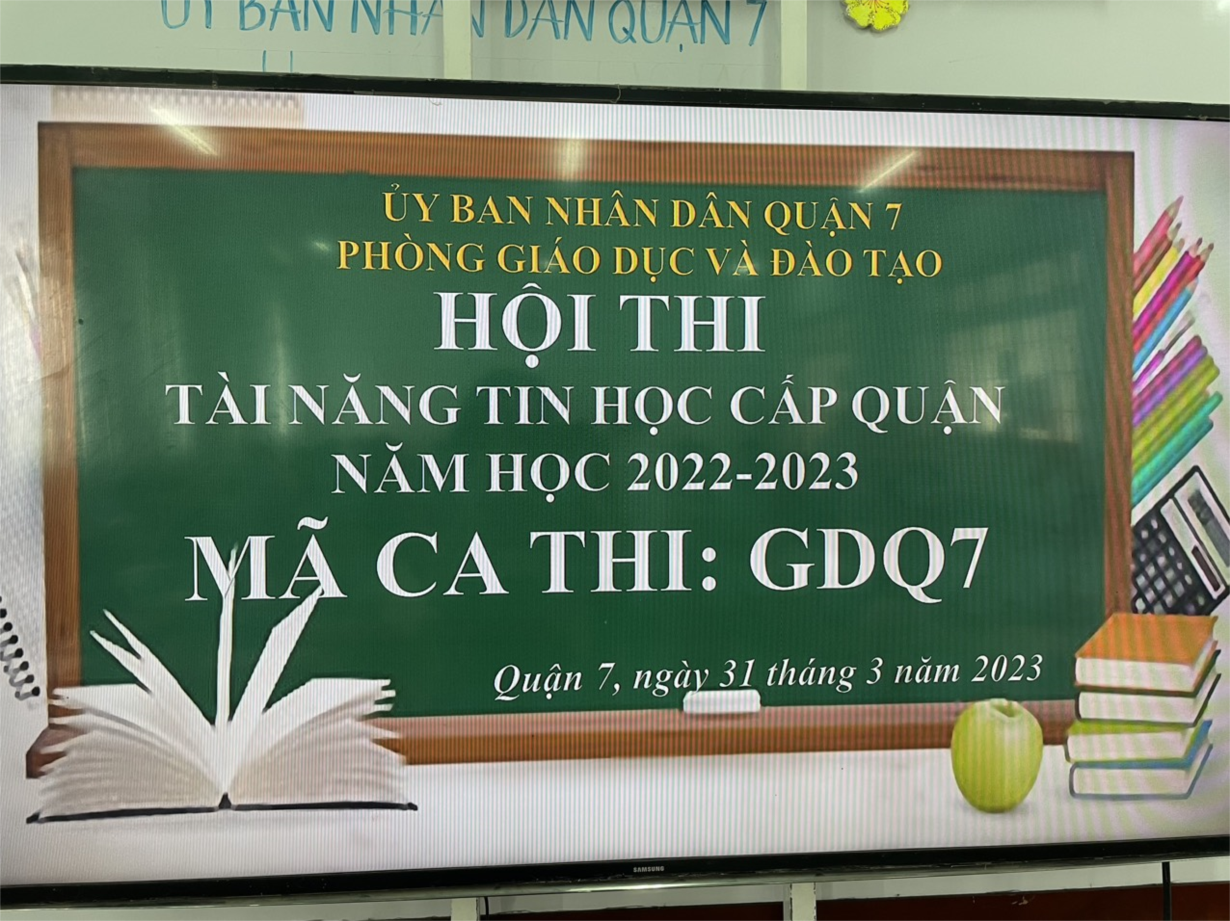 ỦY BAN NHÂN DÂN QUẬN 7
ỦY BAN NHÂN DÂN QUẬN 7
PHÒNG GIÁO DỤC VÀ ĐÀO TẠO
HỘI THI
TÀI NĂNG TIN HỌC CẤP QUẬN
NĂM HỌC 2022-2023
MÃ CA THI: GDQ7
Quận 7, ngày 31 tháng 3 năm 2023
SAMSUNG